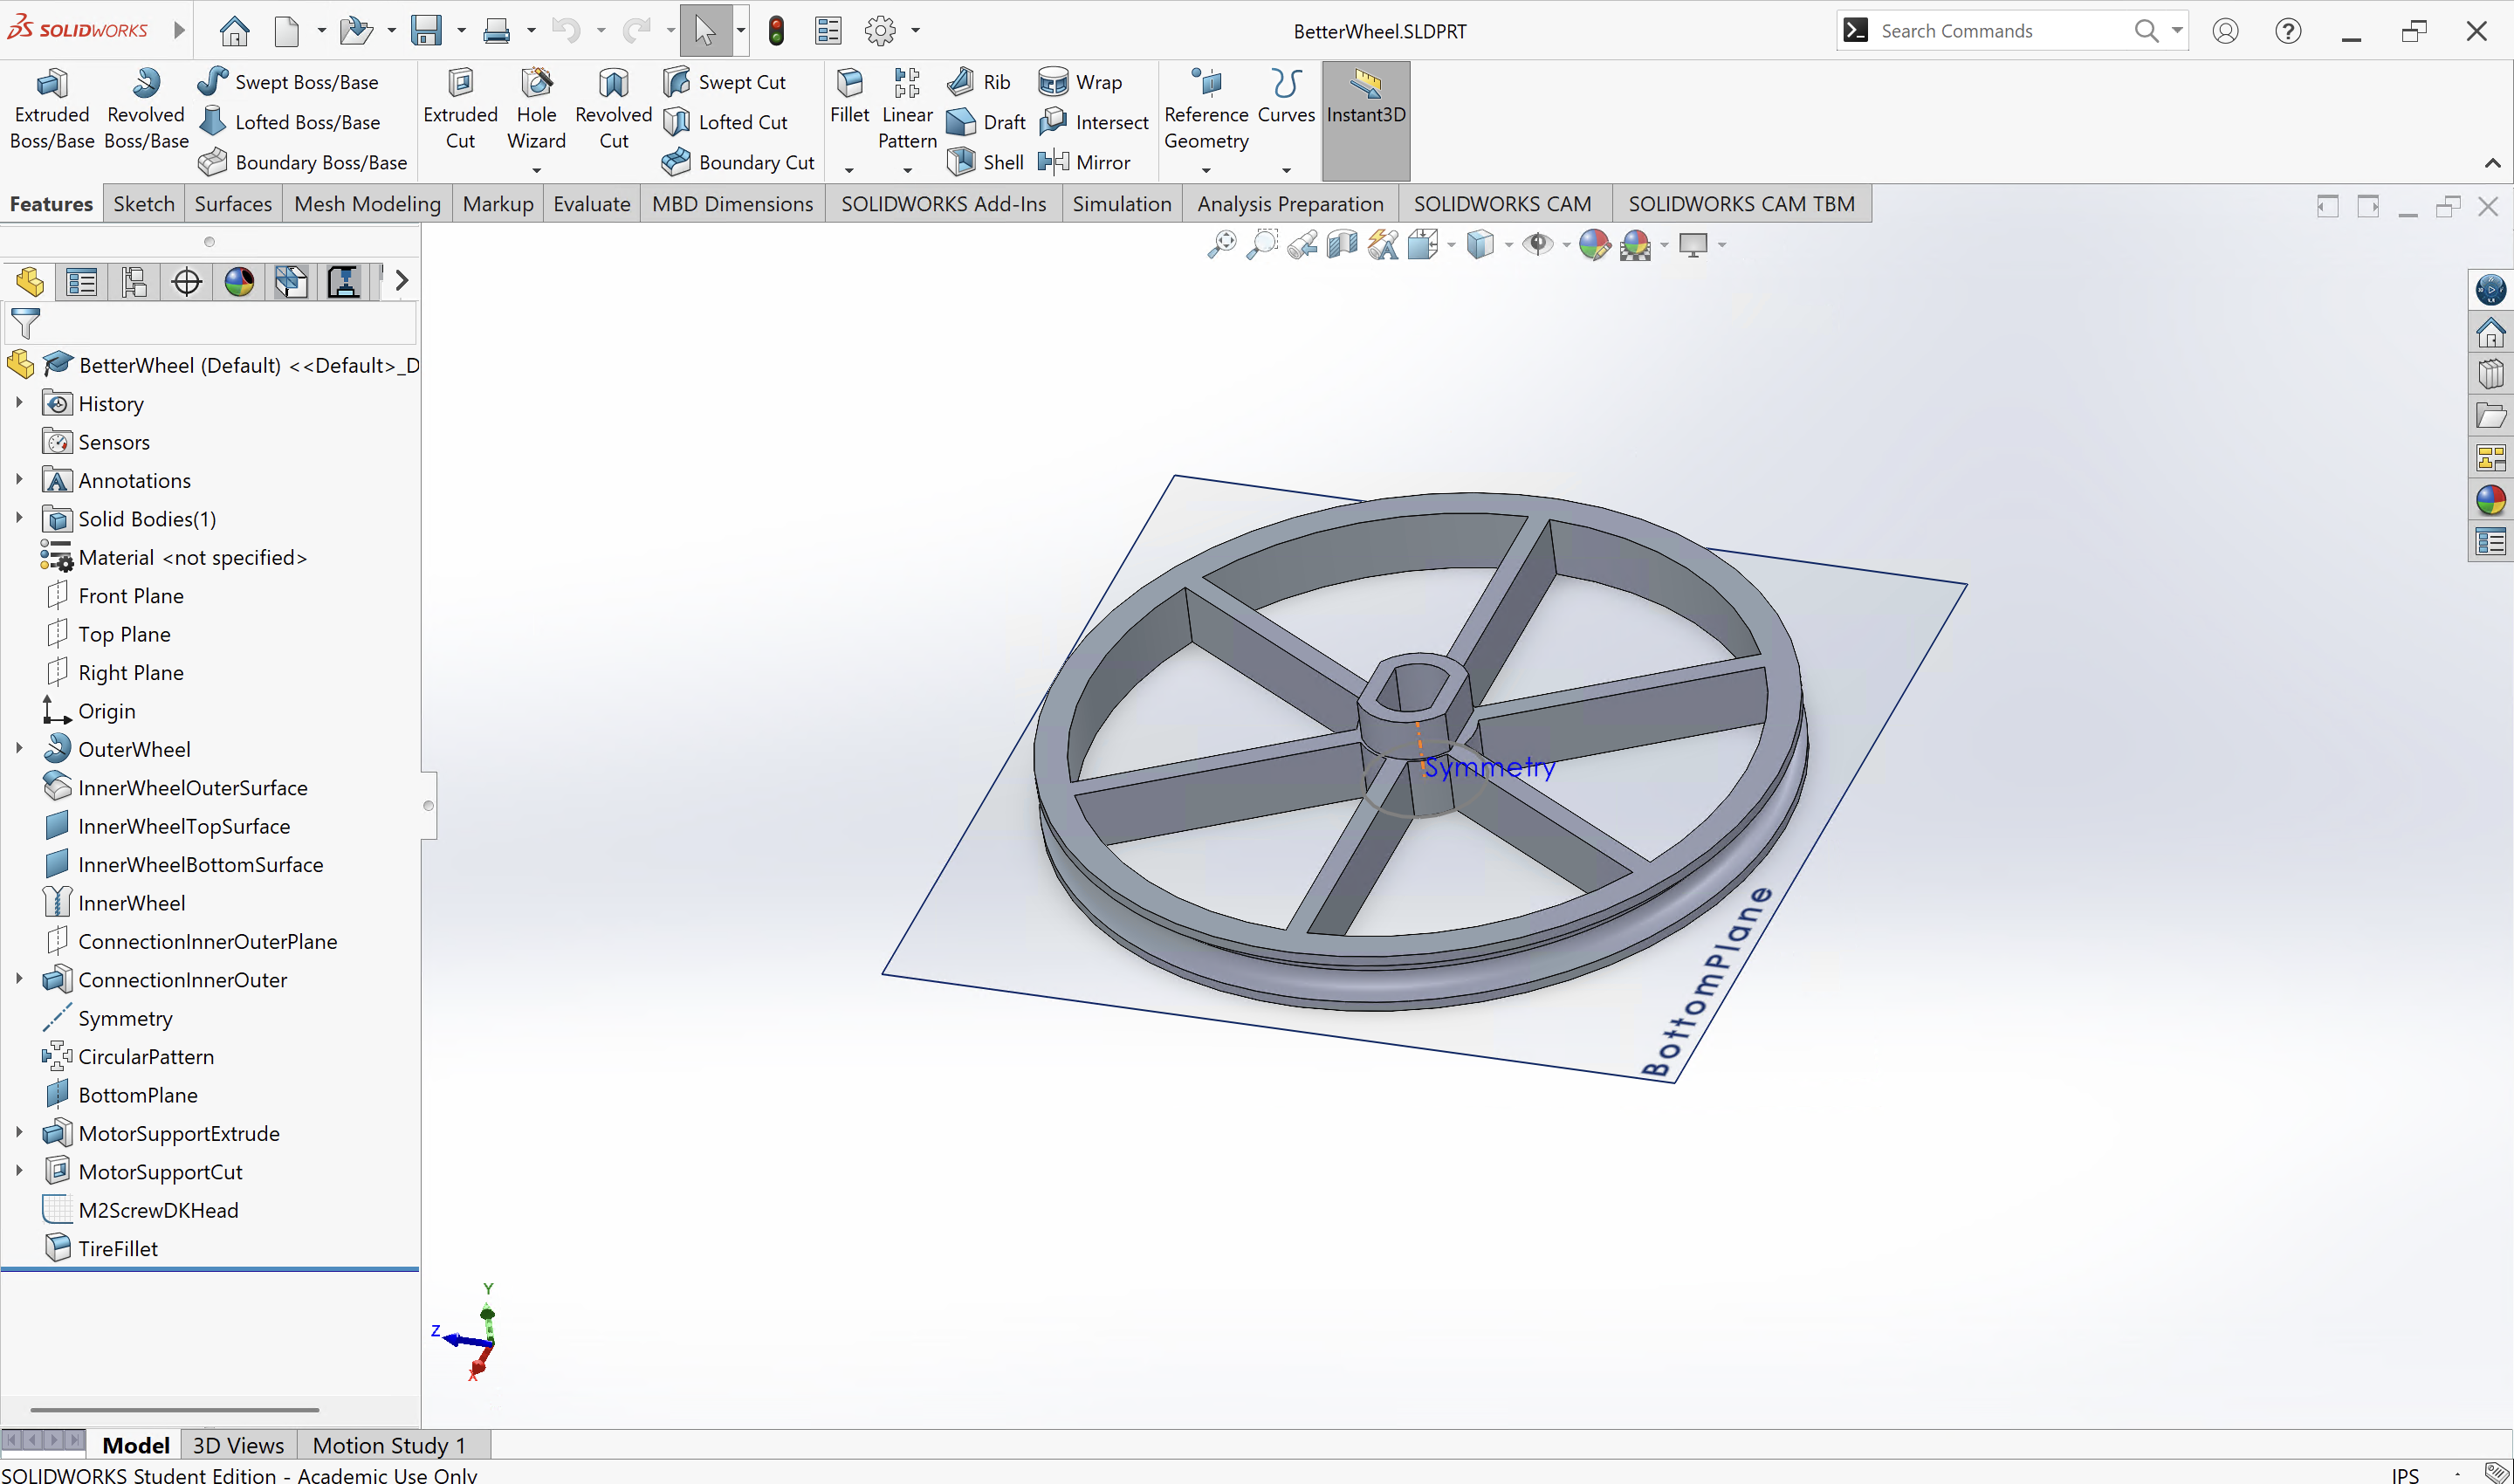 SOLIDWORKS
BetterWheel.SLDPRT
Search Commands
Extruded Boss/Base
Revolved Boss/Base
Swept Boss/Base
Lofted Boss/Base
Boundary Boss/Base
Extruded Cut
Hole Wizard
Revolved Cut
Swept Cut
Lofted Cut
Boundary Cut
Fillet
Linear Pattern
Rib
Draft
Shell
Wrap
Intersect
Mirror
Reference Geometry
Curves
Instant3D
Features
Sketch
Surfaces
Mesh Modeling
Markup
Evaluate
MBD Dimensions
SOLIDWORKS Add-Ins
Simulation
Analysis Preparation
SOLIDWORKS CAM
SOLIDWORKS CAM TBM
BetterWheel (Default) <<Default>_D
History
Sensors
Annotations
Solid Bodies(1)
Material <not specified>
Front Plane
Top Plane
Right Plane
Origin
OuterWheel
InnerWheelOuterSurface
InnerWheelTopSurface
InnerWheelBottomSurface
InnerWheel
ConnectionInnerOuterPlane
ConnectionInnerOuter
Symmetry
CircularPattern
BottomPlane
MotorSupportExtrude
MotorSupportCut
M2ScrewDKHead
TireFillet
Symmetry
BottomPlane
Y
Z
X
Model
3D Views
Motion Study 1
SOLIDWORKS Student Edition - Academic Use Only
IPS